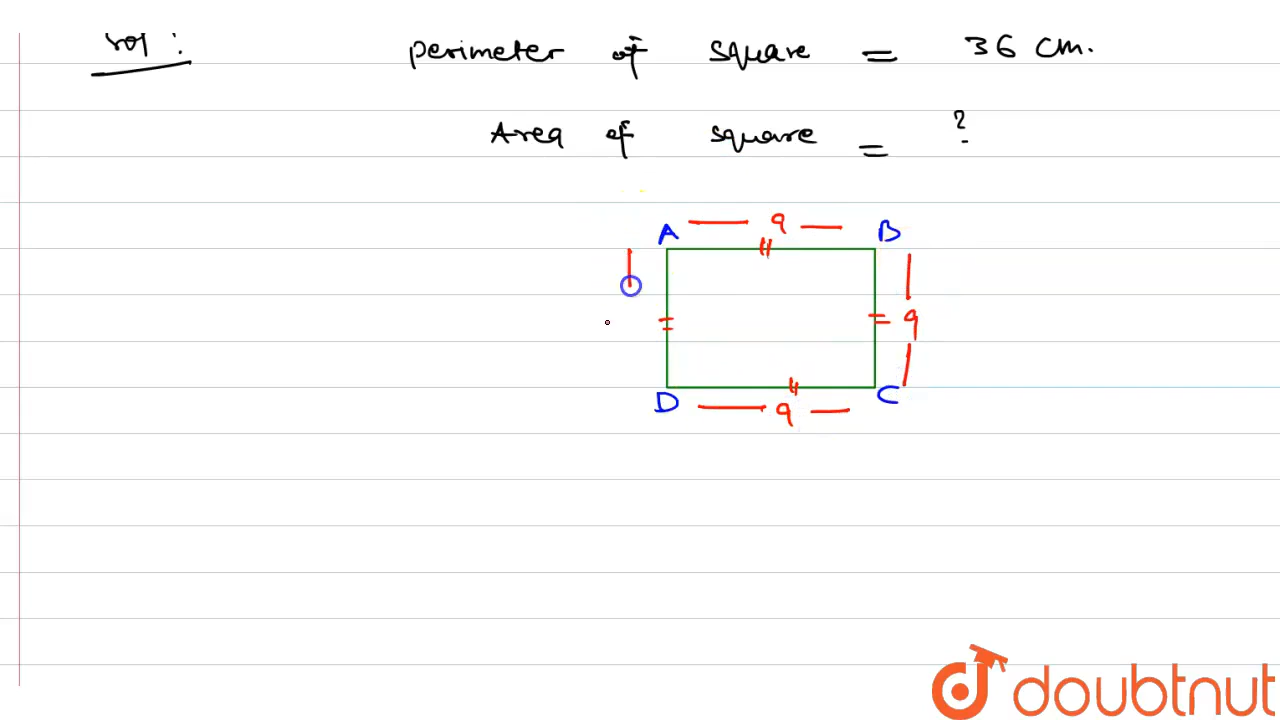 Sol :
perimeter of square = 36 cm.
Area of square = ?
A 9 B
9
D 9 C
doubtnut